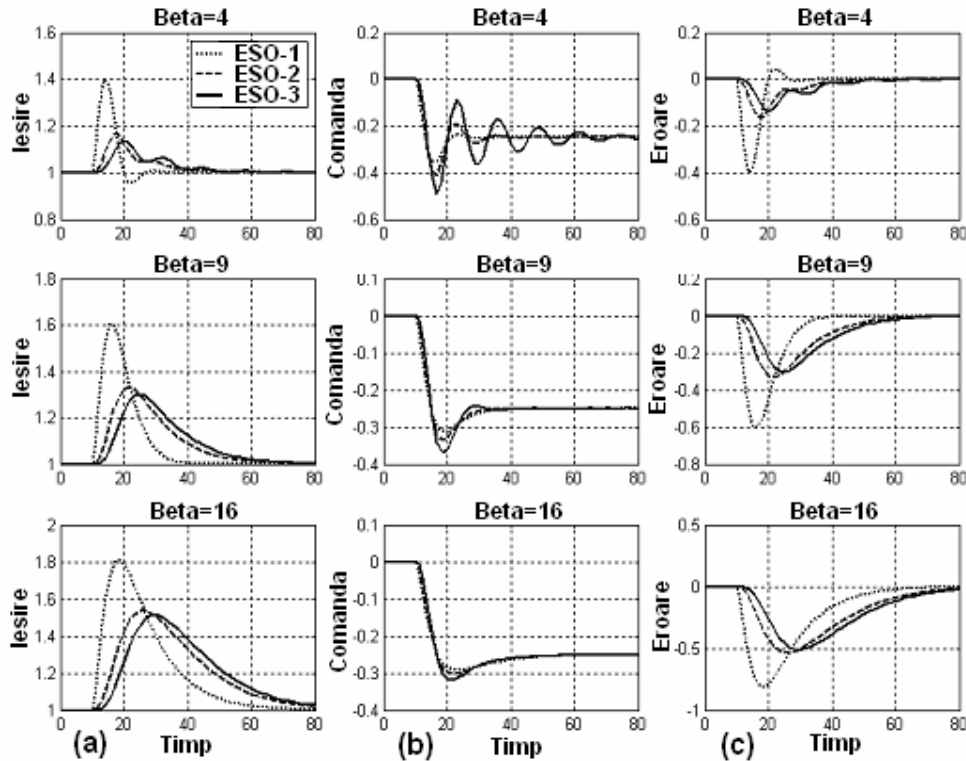 Beta=4
Beta=4
Beta=4
1.6
1.4
1.2
1
0.8
Iesire
ESO-1
ESO-2
ESO-3
0 20 40 60 80
0.2
0
-0.2
-0.4
-0.6
Comanda
0 20 40 60 80
0.2
0
-0.2
-0.4
-0.6
Eroare
0 20 40 60 80
Beta=9
Beta=9
Beta=9
1.8
1.6
1.4
1.2
1
Iesire
0 20 40 60 80
0.1
0
-0.1
-0.2
-0.3
-0.4
Comanda
0 20 40 60 80
0.2
0
-0.2
-0.4
-0.6
-0.8
Eroare
0 20 40 60 80
Beta=16
Beta=16
Beta=16
2
1.8
1.6
1.4
1.2
1
Iesire
0 20 40 60 80
(a) Timp
0.1
0
-0.1
-0.2
-0.3
-0.4
Comanda
0 20 40 60 80
(b) Timp
0.5
0
-0.5
-1
Eroare
0 20 40 60 80
(c) Timp